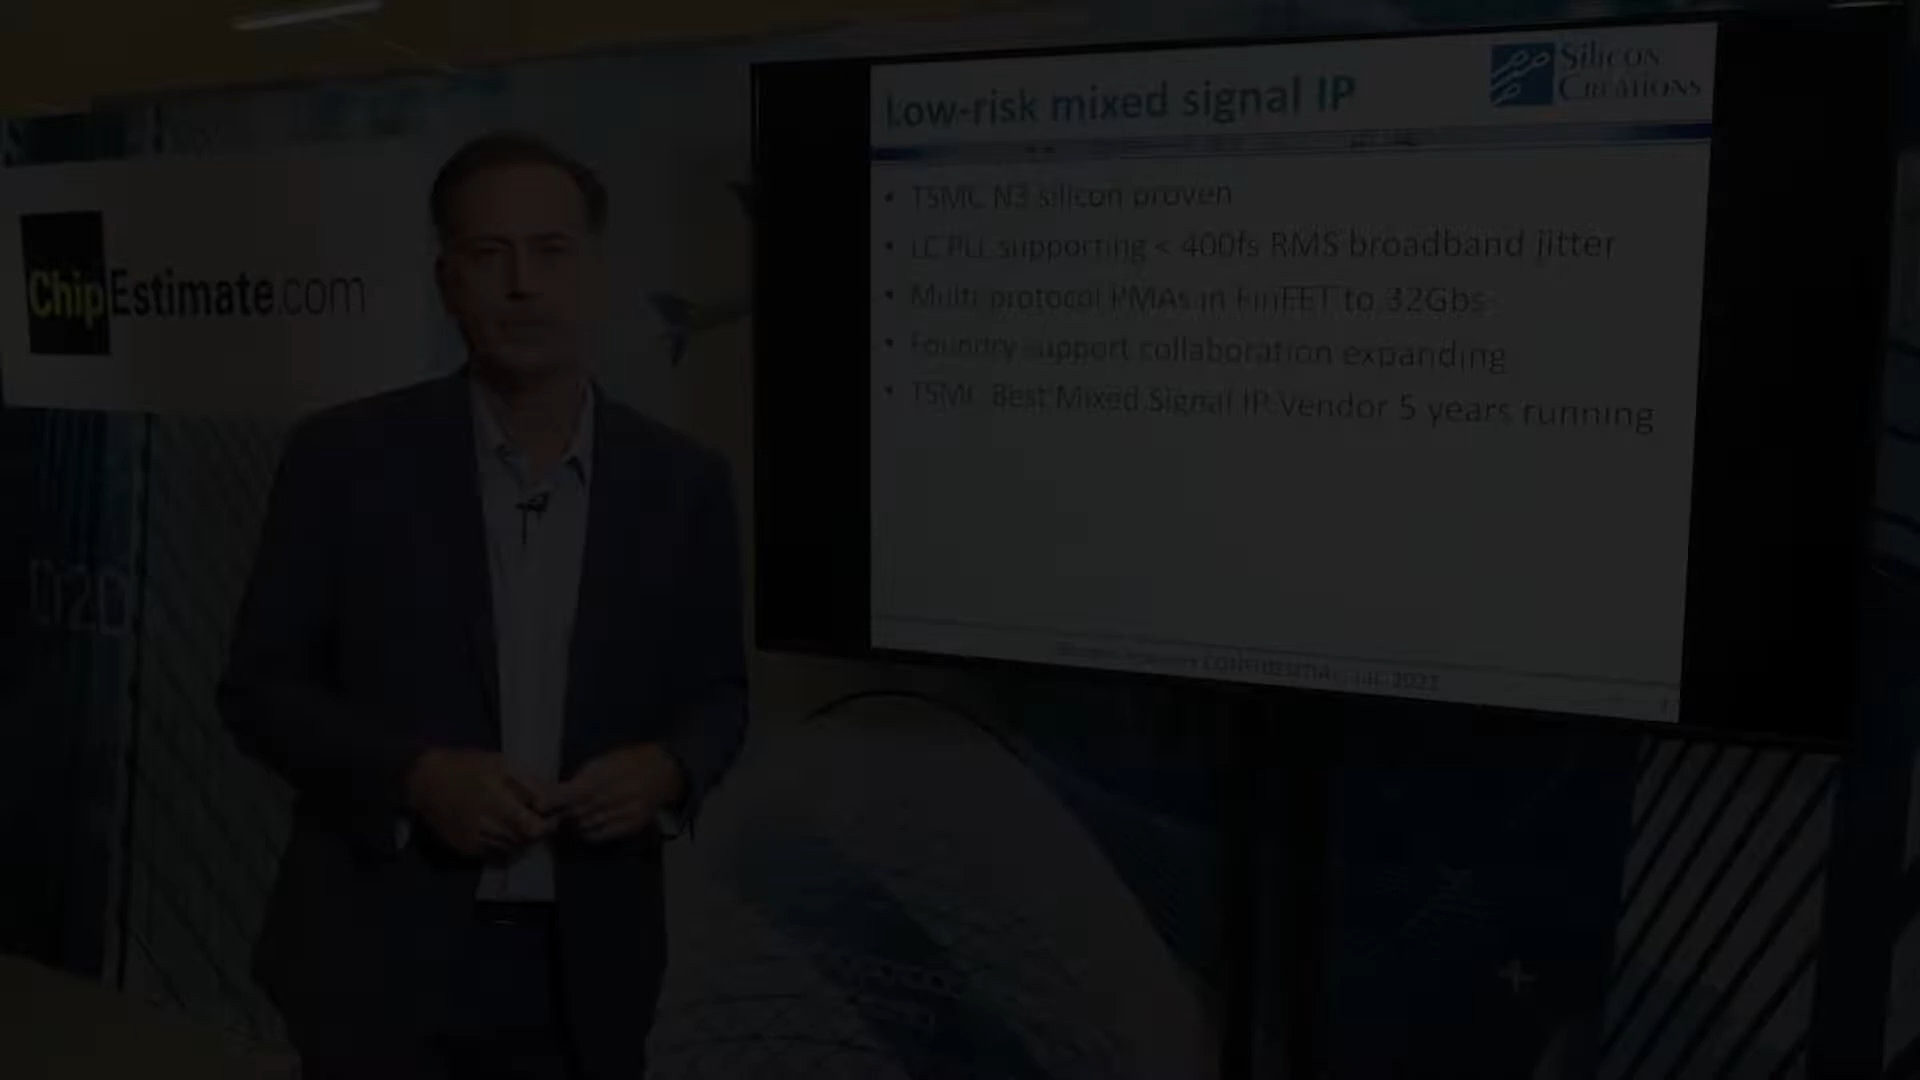 Silicon
Creations
Low-risk mixed signal IP
• TSMC N3 silicon proven
• LC PLL supporting < 400fs RMS broadband jitter
• Multi protocol PMAs in FinFET to 32Gbs
• Foundry support collaboration expanding
• TSMC Best Mixed Signal IP Vendor 5 years running
CONFIDENTIAL
2022
ChipEstimate.com